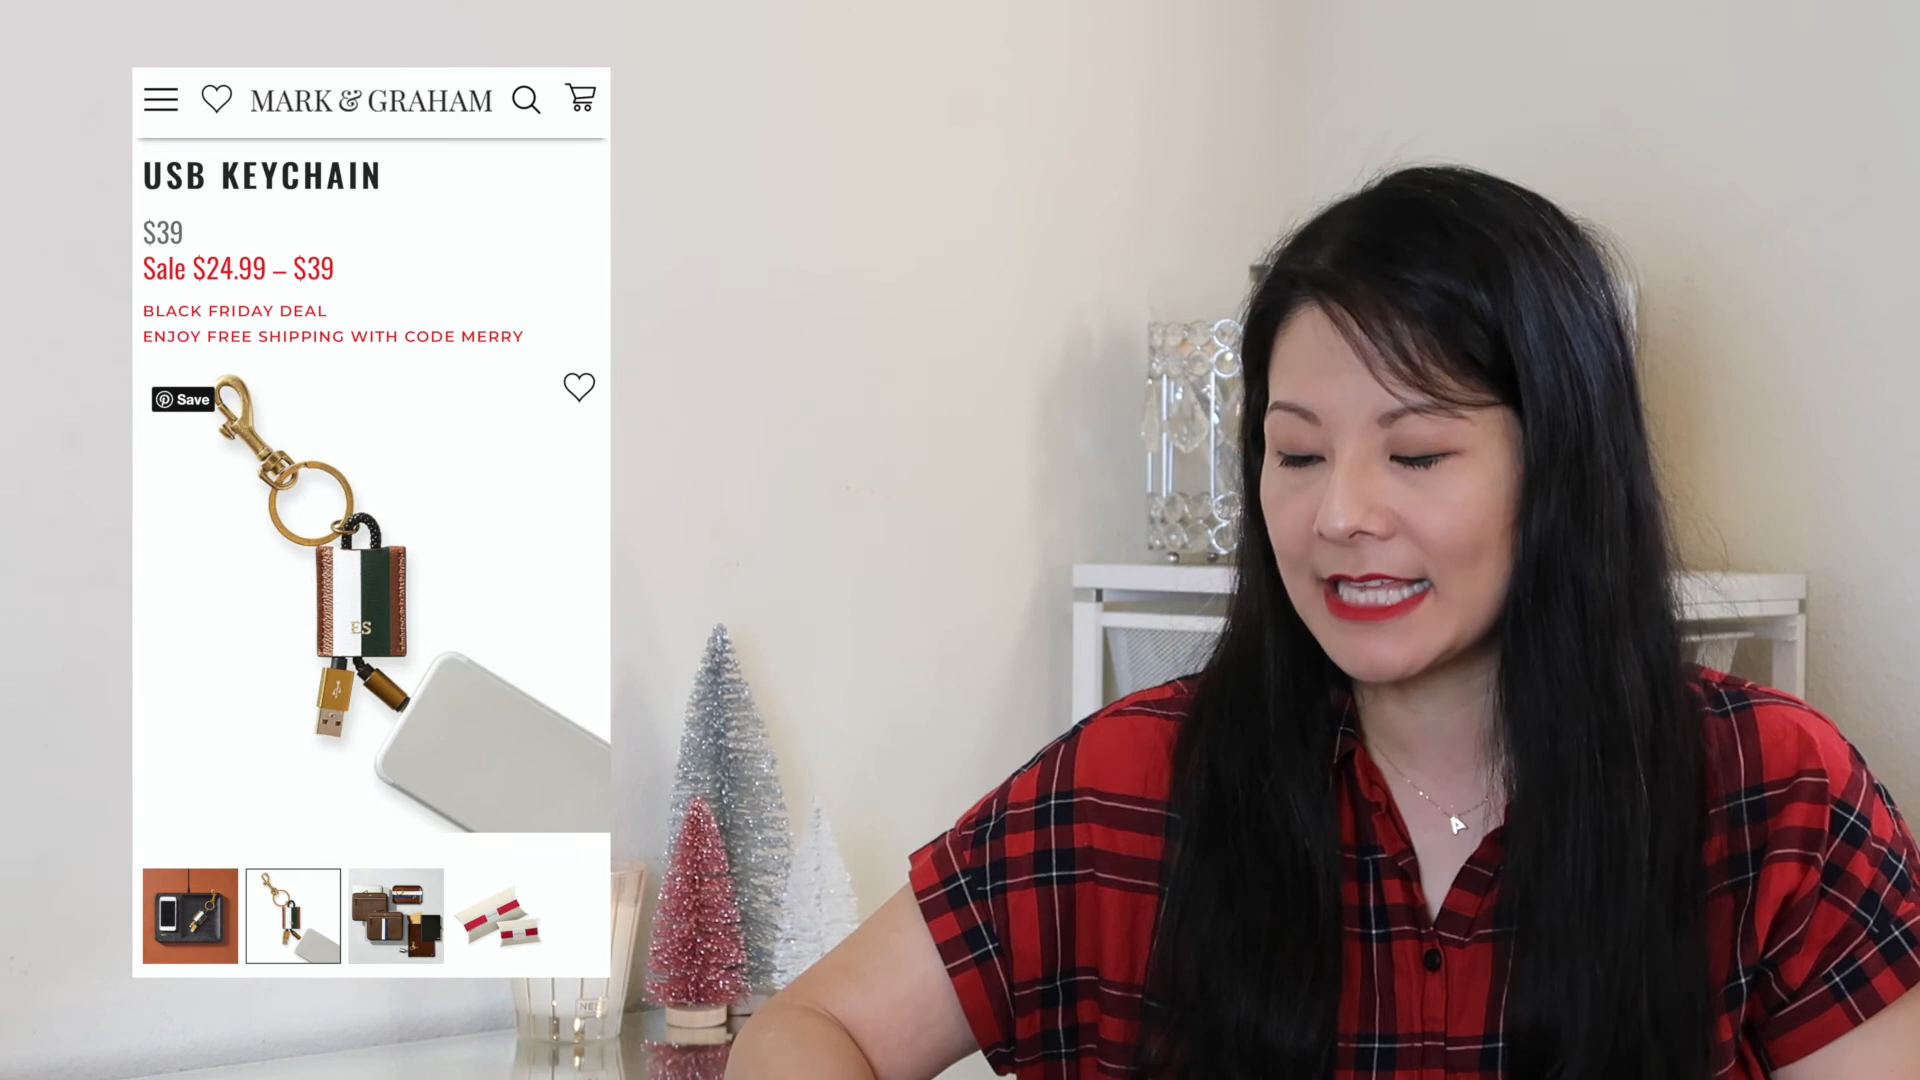 MARK & GRAHAM
USB KEYCHAIN
$39
Sale $24.99 – $39
BLACK FRIDAY DEAL
ENJOY FREE SHIPPING WITH CODE MERRY
Save
ES
A